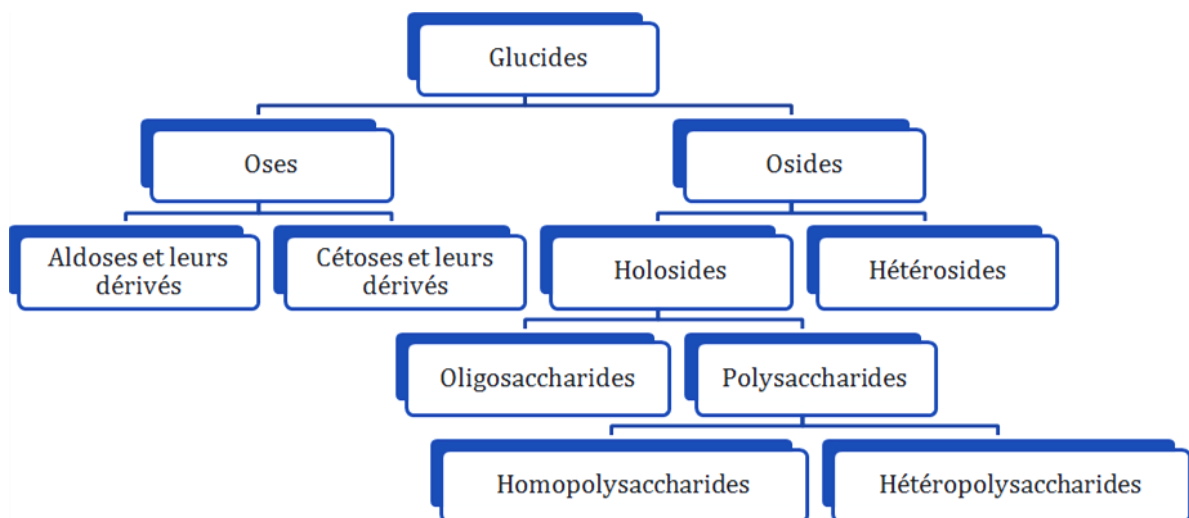 Glucides
Oses
Osides
Aldoses et leurs
dérivés
Cétoses et leurs
dérivés
Holosides
Hétérosides
Oligosaccharides
Polysaccharides
Homopolysaccharides
Hétéropolysaccharides